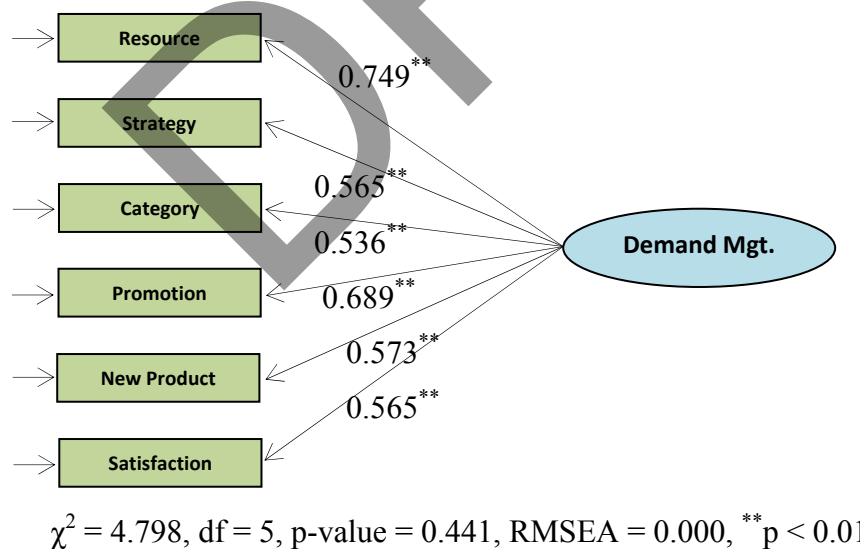 Resource
0.749**
Strategy
0.565**
Category
0.536**
Demand Mgt.
Promotion
0.689**
0.573**
New Product
0.565**
Satisfaction
χ² = 4.798, df = 5, p-value = 0.441, RMSEA = 0.000, **p < 0.01